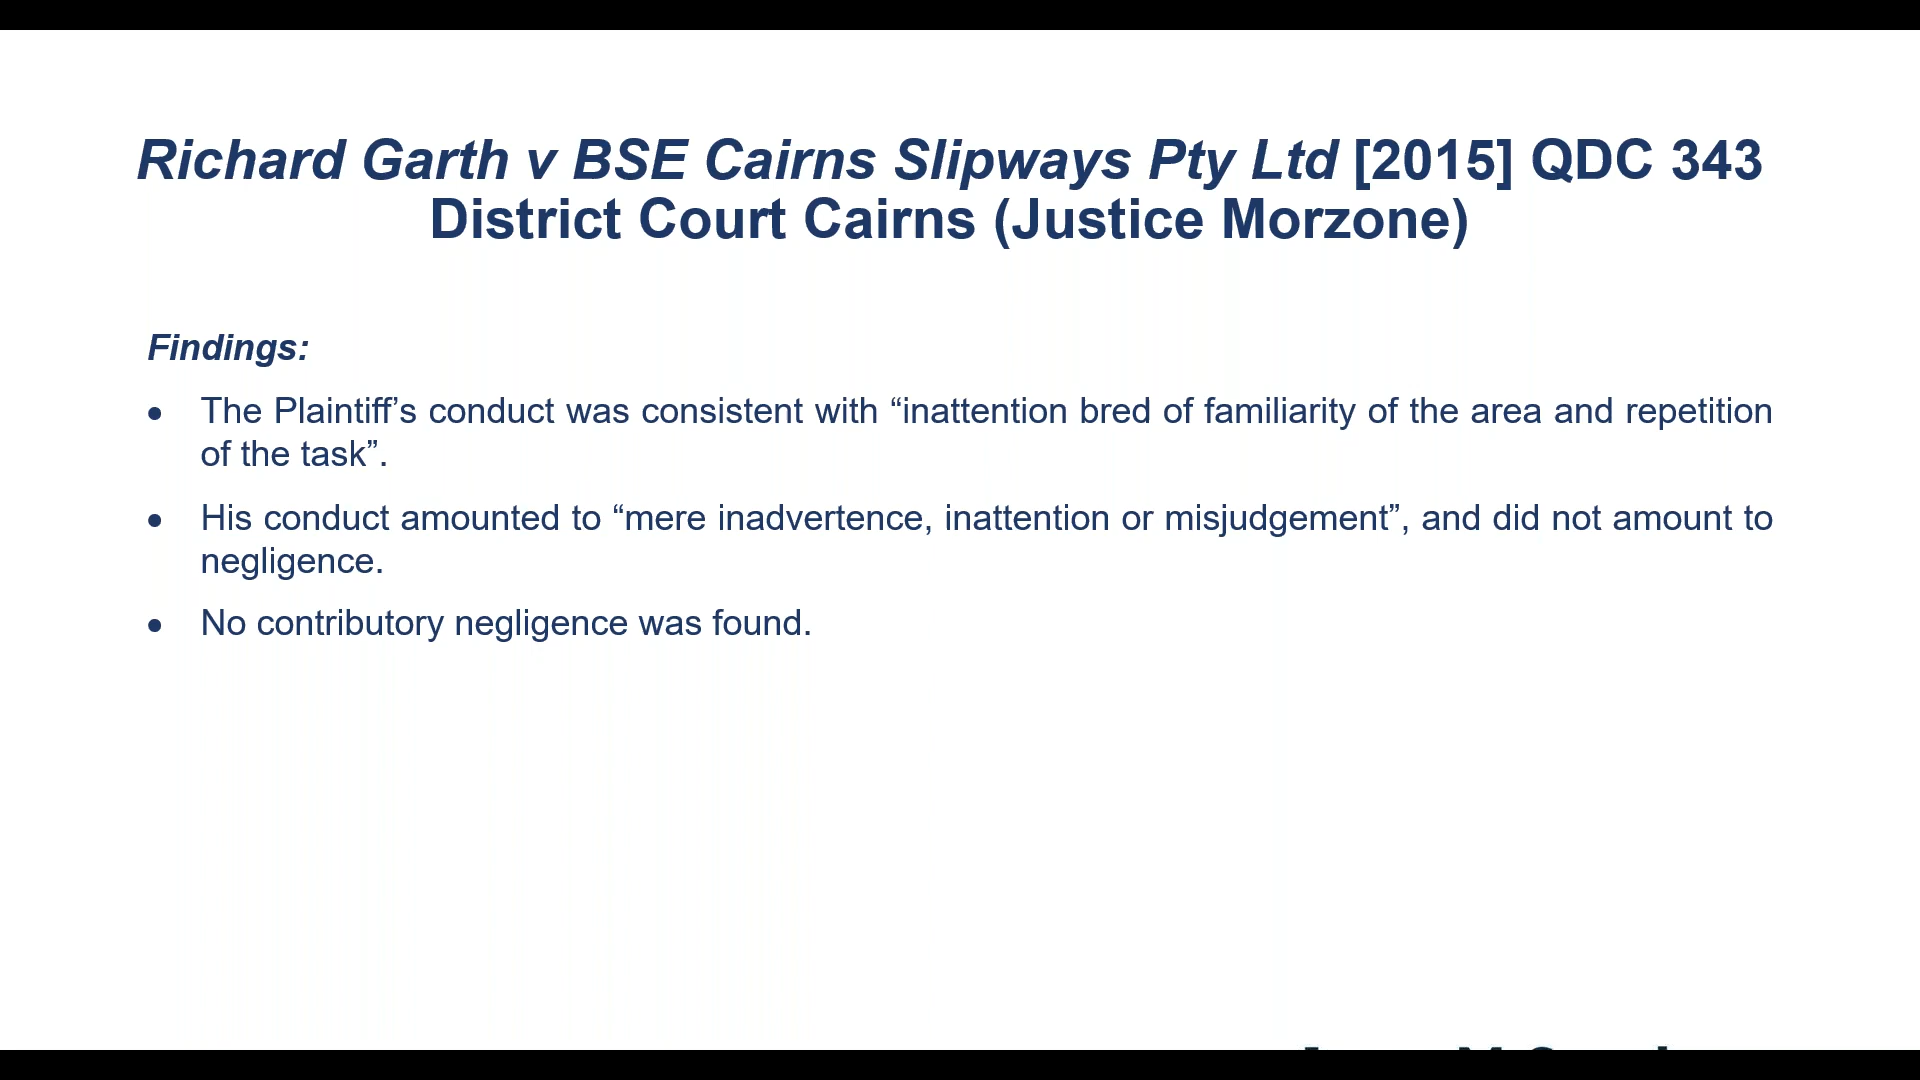 Richard Garth v BSE Cairns Slipways Pty Ltd [2015] QDC 343
District Court Cairns (Justice Morzone)
Findings:
• The Plaintiff’s conduct was consistent with “inattention bred of familiarity of the area and repetition
of the task”.
• His conduct amounted to “mere inadvertence, inattention or misjudgement”, and did not amount to
negligence.
• No contributory negligence was found.